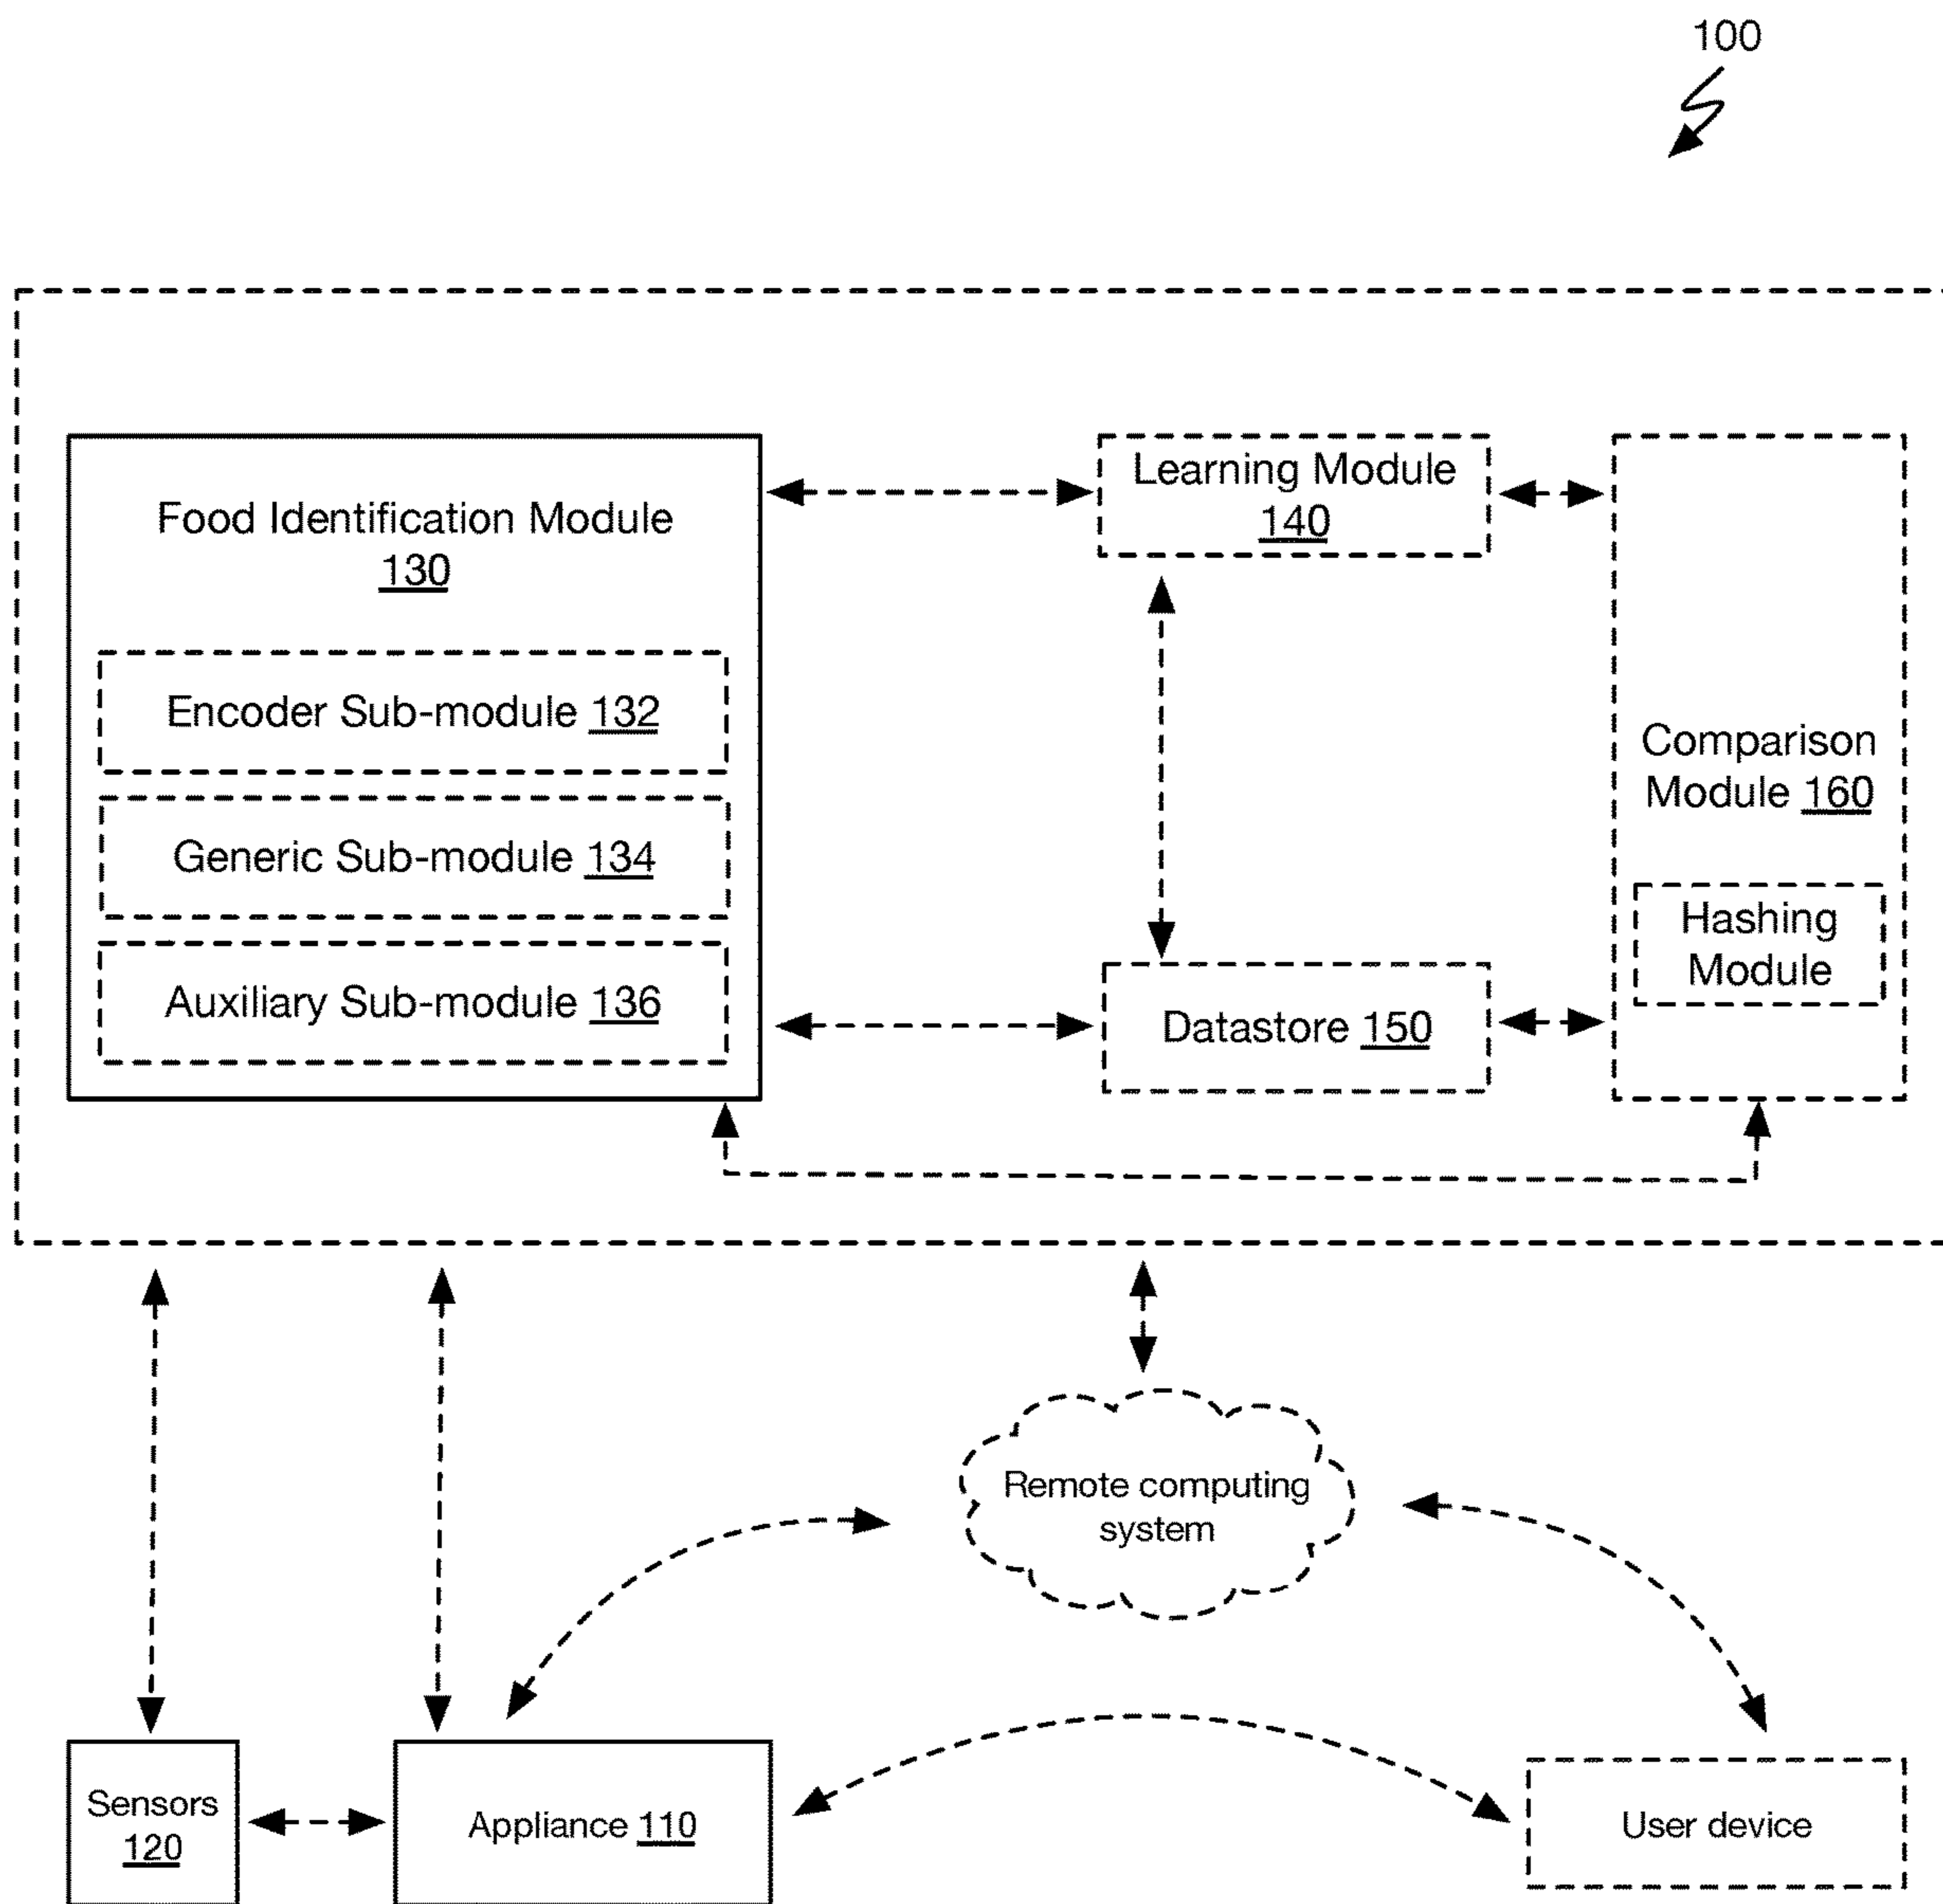 100
Food Identification Module
130
Encoder Sub-module 132
Generic Sub-module 134
Auxiliary Sub-module 136
Learning Module
140
Datastore 150
Comparison
Module 160
Hashing
Module
Remote computing
system
Sensors
120
Appliance 110
User device